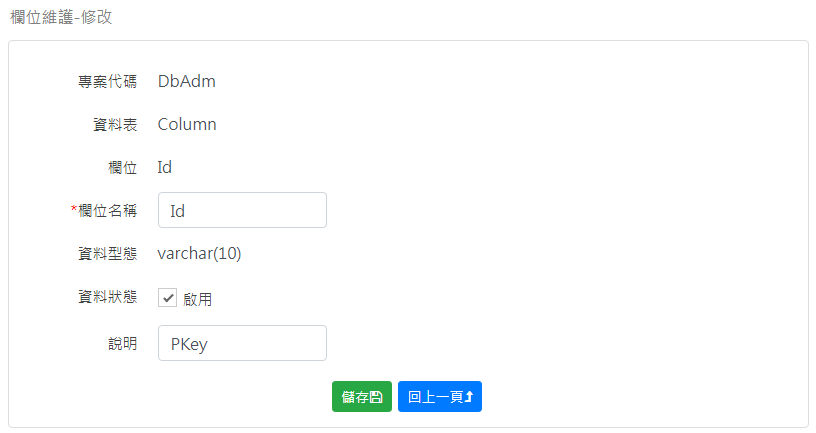 欄位維護-修改
專案代碼 DbAdm
資料表 Column
欄位 Id
*欄位名稱 Id
資料型態 varchar(10)
資料狀態 啟用
說明 PKey
儲存 回上一頁